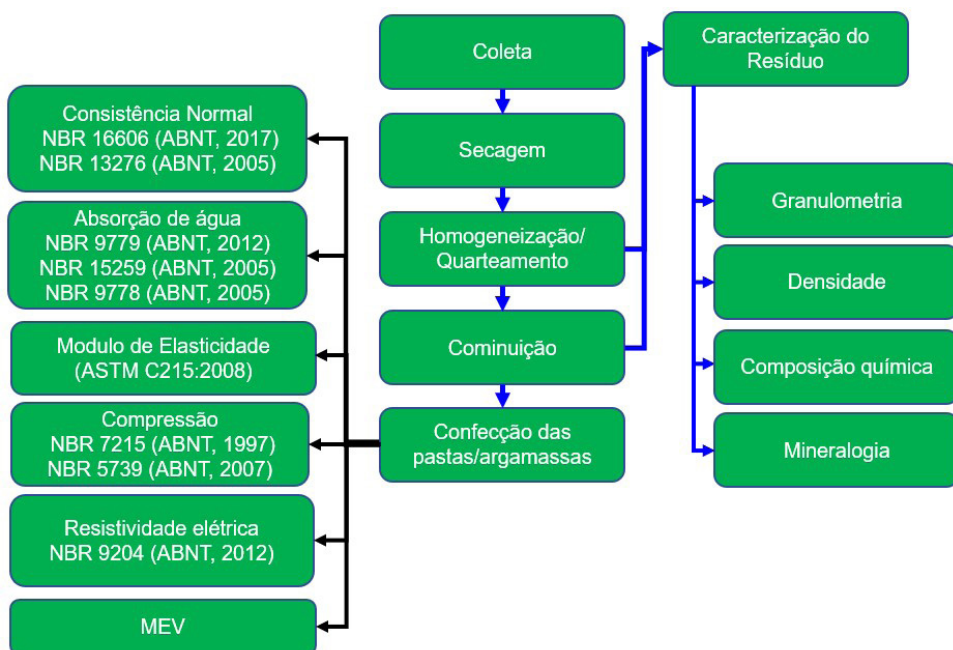 Coleta
Secagem
Homogeneização/
Quarteamento
Cominuição
Confecção das
pastas/argamassas
Caracterização do
Resíduo
Granulometria
Densidade
Composição química
Mineralogia
Consistência Normal
NBR 16606 (ABNT, 2017)
NBR 13276 (ABNT, 2005)
Absorção de água
NBR 9779 (ABNT, 2012)
NBR 15259 (ABNT, 2005)
NBR 9778 (ABNT, 2005)
Modulo de Elasticidade
(ASTM C215:2008)
Compressão
NBR 7215 (ABNT, 1997)
NBR 5739 (ABNT, 2007)
Resistividade elétrica
NBR 9204 (ABNT, 2012)
MEV